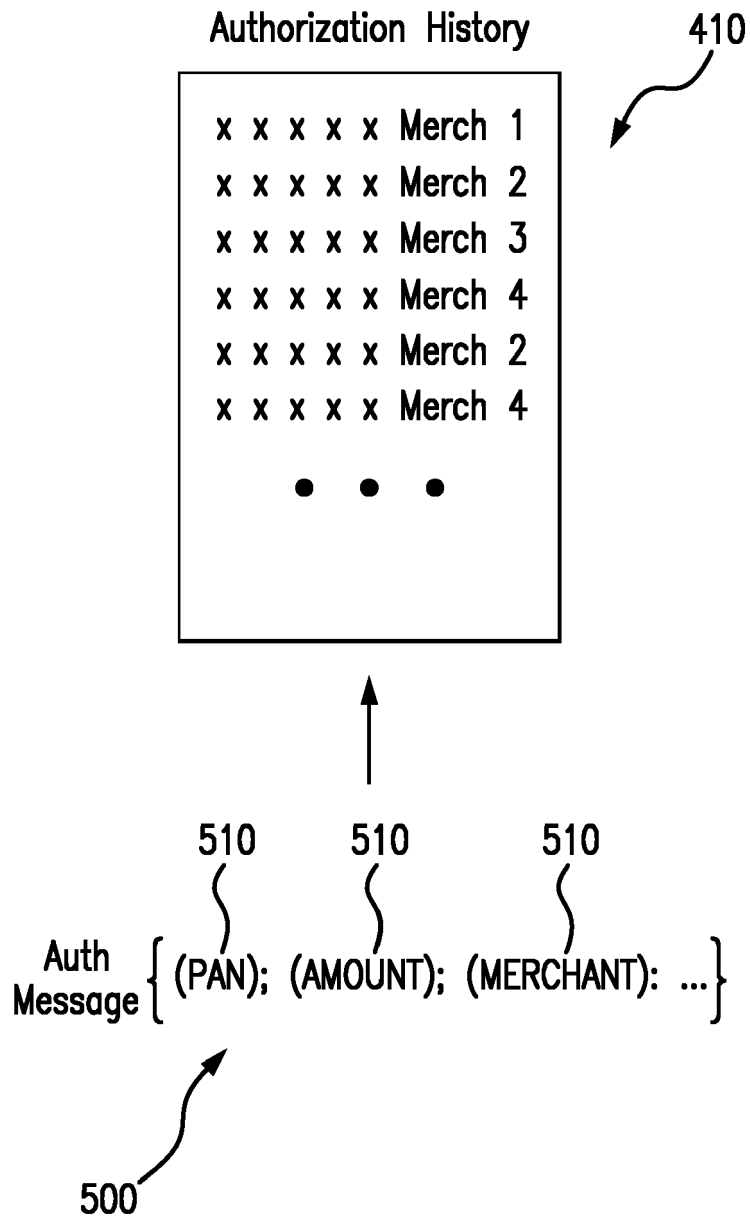 Authorization History
410
x x x x x Merch 1
x x x x x Merch 2
x x x x x Merch 3
x x x x x Merch 4
x x x x x Merch 2
x x x x x Merch 4
• • •
510 510 510
Auth Message { (PAN); (AMOUNT); (MERCHANT): ... }
500